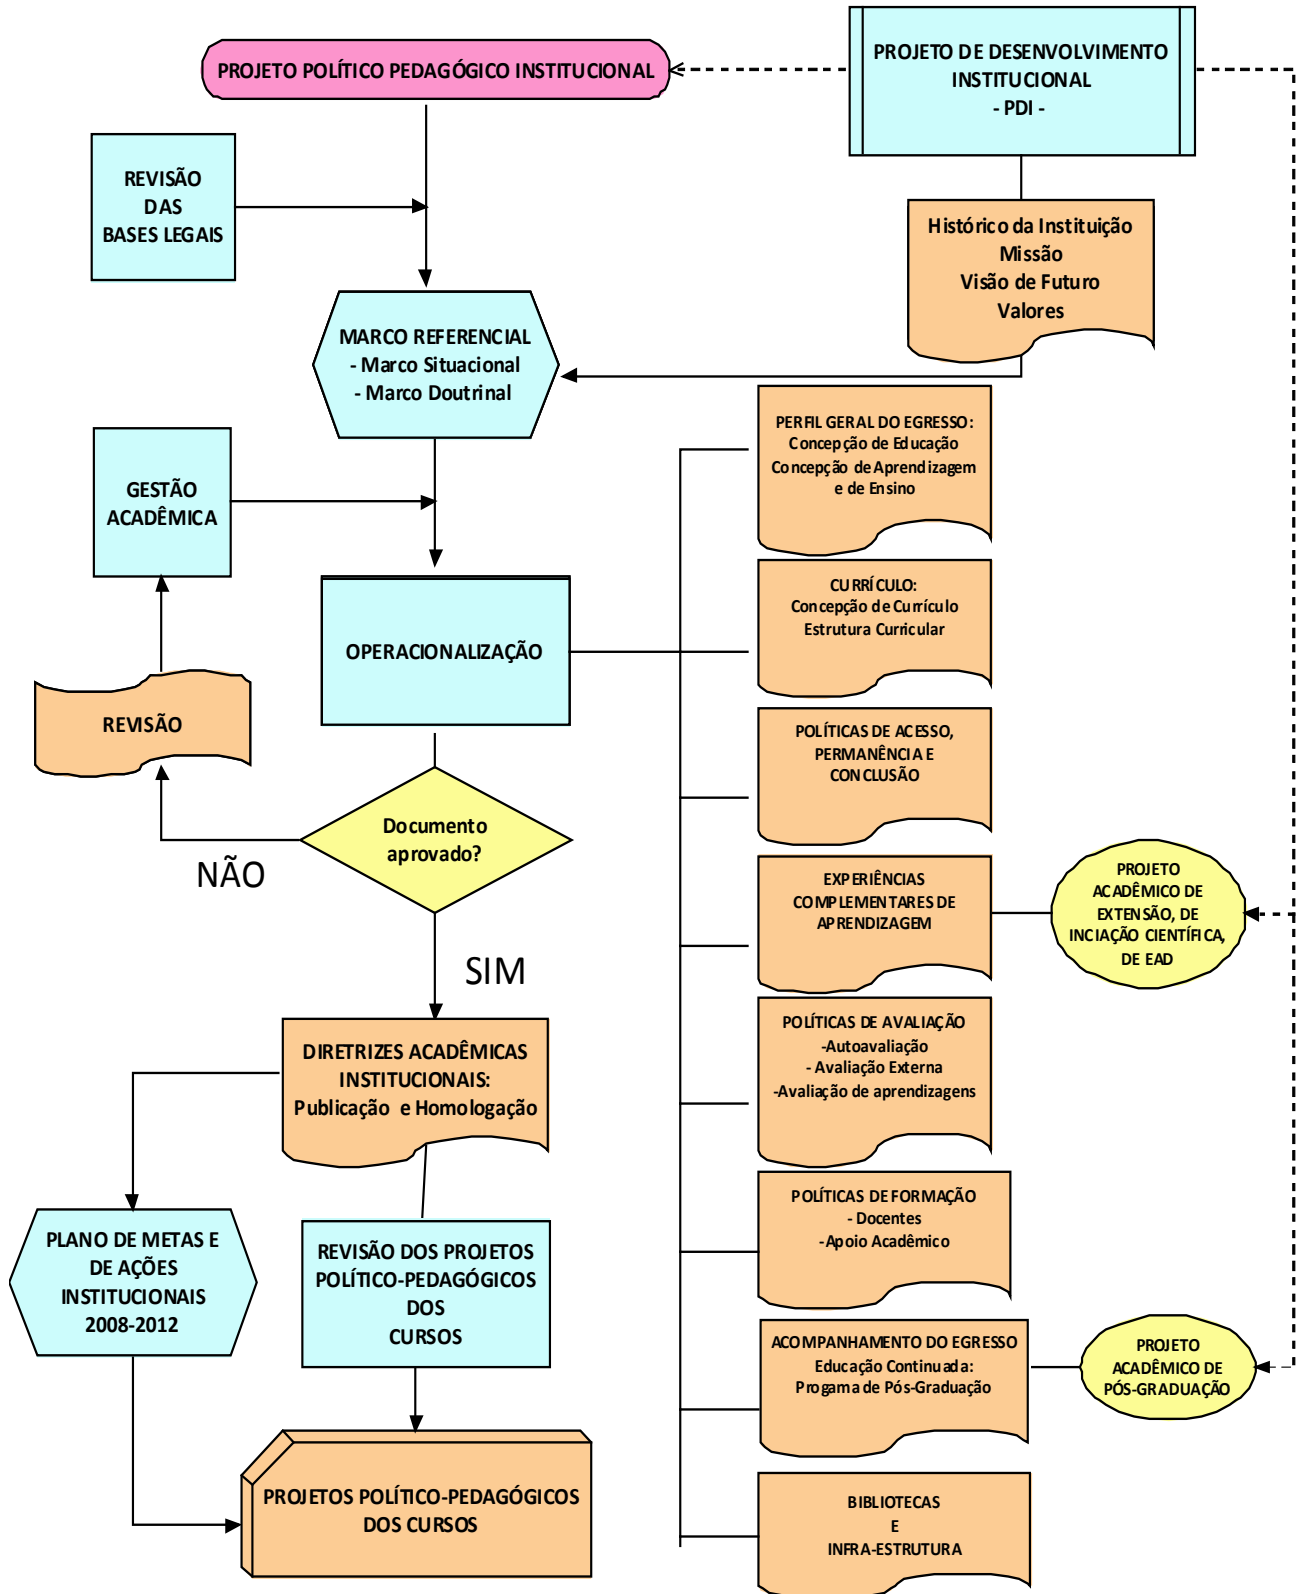 PROJETO POLÍTICO PEDAGÓGICO INSTITUCIONAL
PROJETO DE DESENVOLVIMENTO
INSTITUCIONAL
- PDI -
REVISÃO
DAS
BASES LEGAIS
Histórico da Instituição
Missão
Visão de Futuro
Valores
MARCO REFERENCIAL
- Marco Situacional
- Marco Doutrinal
GESTÃO
ACADÊMICA
OPERACIONALIZAÇÃO
REVISÃO
Documento
aprovado?
NÃO
SIM
DIRETRIZES ACADÊMICAS
INSTITUCIONAIS:
Publicação e Homologação
PLANO DE METAS E
DE AÇÕES
INSTITUCIONAIS
2008-2012
REVISÃO DOS PROJETOS
POLÍTICO-PEDAGÓGICOS
DOS
CURSOS
PROJETOS POLÍTICO-PEDAGÓGICOS
DOS CURSOS
PERFIL GERAL DO EGRESSO:
Concepção de Educação
Concepção de Aprendizagem
e de Ensino
CURRÍCULO:
Concepção de Currículo
Estrutura Curricular
POLÍTICAS DE ACESSO,
PERMANÊNCIA E
CONCLUSÃO
EXPERIÊNCIAS
COMPLEMENTARES DE
APRENDIZAGEM
PROJETO
ACADÊMICO DE
EXTENSÃO, DE
INCIAÇÃO CIENTÍFICA,
DE EAD
POLÍTICAS DE AVALIAÇÃO
-Autoavaliação
- Avaliação Externa
-Avaliação de aprendizagens
POLÍTICAS DE FORMAÇÃO
- Docentes
-Apoio Acadêmico
ACOMPANHAMENTO DO EGRESSO
Educação Continuada:
Progama de Pós-Graduação
PROJETO
ACADÊMICO DE
PÓS-GRADUAÇÃO
BIBLIOTECAS
E
INFRA-ESTRUTURA